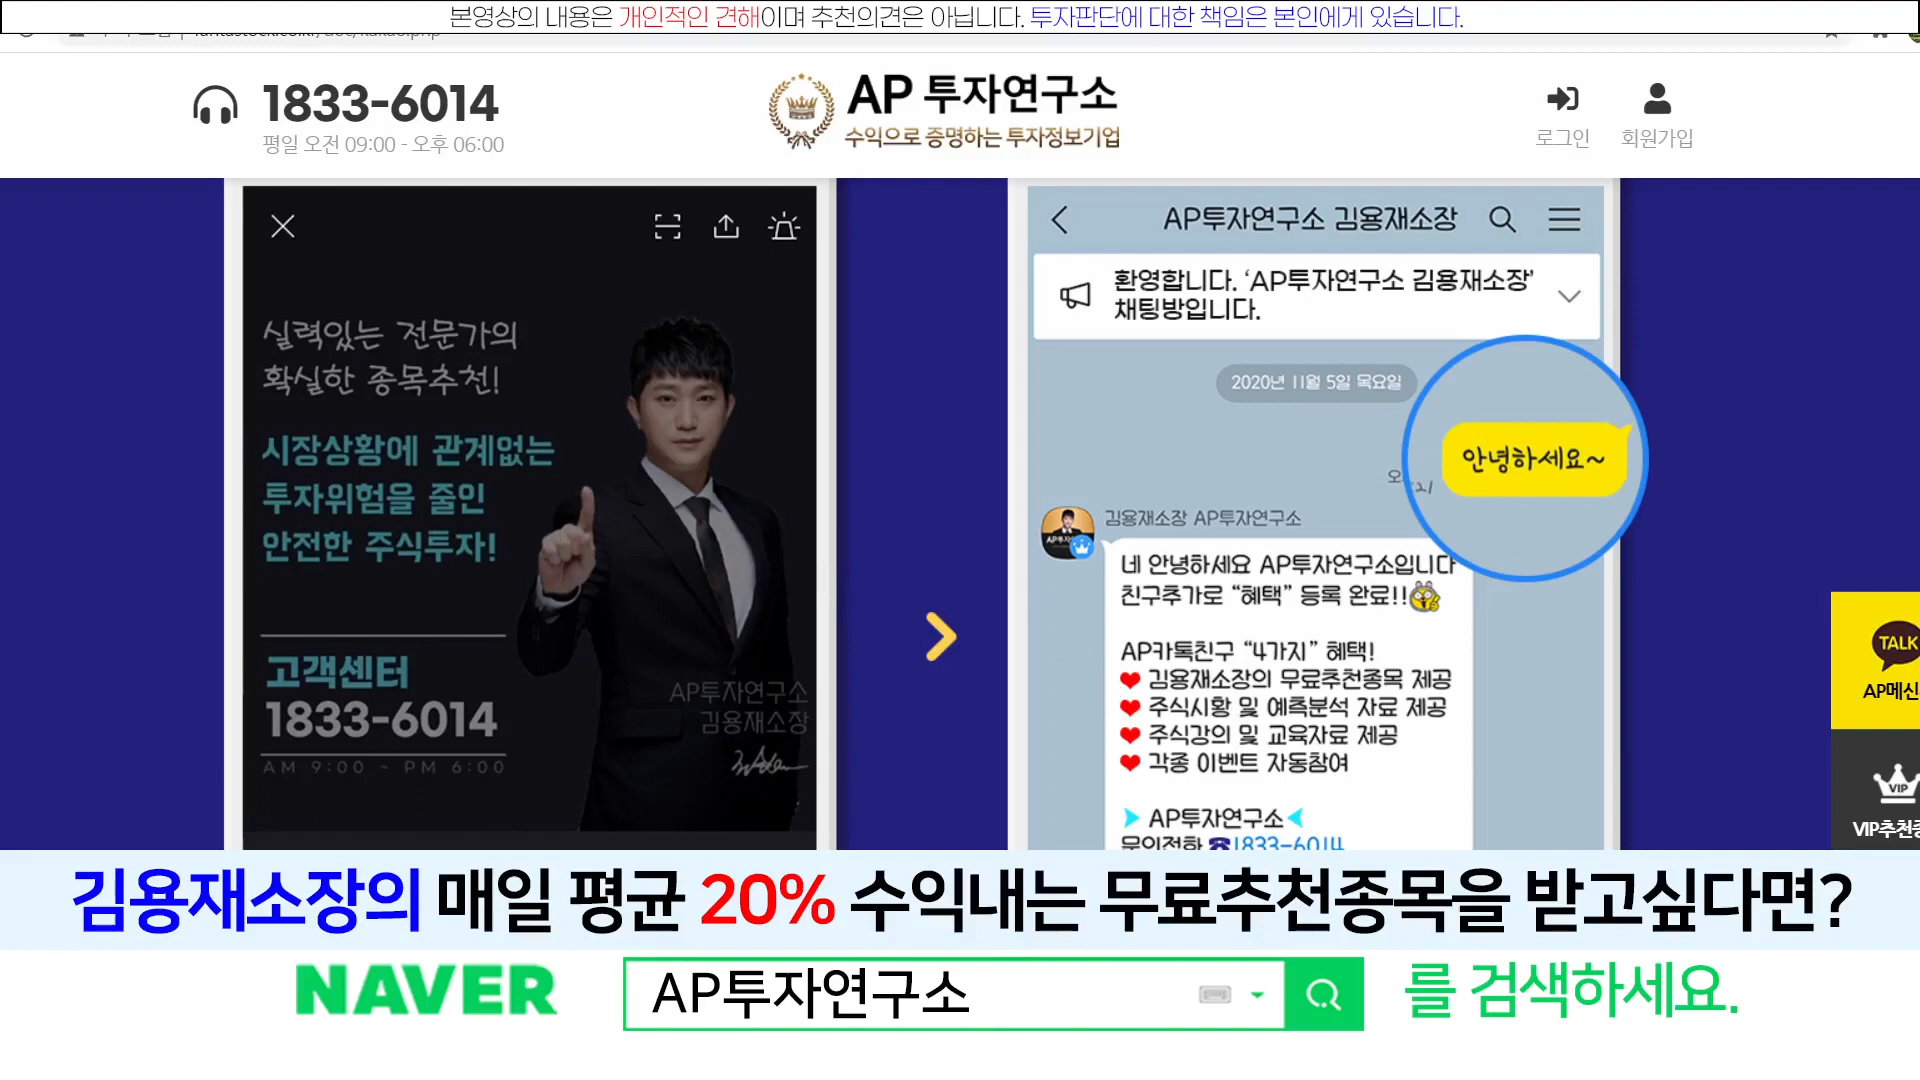 본영상의 내용은 개인적인 견해이며 추천의견은 아닙니다. 투자판단에 대한 책임은 본인에게 있습니다.
1833-6014
평일 오전 09:00 - 오후 06:00
AP 투자연구소
수익으로 증명하는 투자정보기업
로그인
회원가입
실력있는 전문가의
확실한 종목추천!
시장상황에 관계없는
투자위험을 줄인
안전한 주식투자!
고객센터
1833-6014
AM 9:00 ~ PM 6:00
AP투자연구소
김용재소장
AP투자연구소 김용재소장
환영합니다. ‘AP투자연구소 김용재소장’
채팅방입니다.
2020년 11월 5일 목요일
안녕하세요~
김용재소장 AP투자연구소
네 안녕하세요 AP투자연구소입니다
친구추가로 “혜택” 등록 완료!!
AP카톡친구 “4가지” 혜택!
❤ 김용재소장의 무료추천종목 제공
❤ 주식시황 및 예측분석 자료 제공
❤ 주식강의 및 교육자료 제공
❤ 각종 이벤트 자동참여
➤ AP투자연구소
문의전화 ☎1833-6014
TALK
AP메신
VIP
VIP추천종
김용재소장의 매일 평균 20% 수익내는 무료추천종목을 받고싶다면?
NAVER AP투자연구소 를 검색하세요.